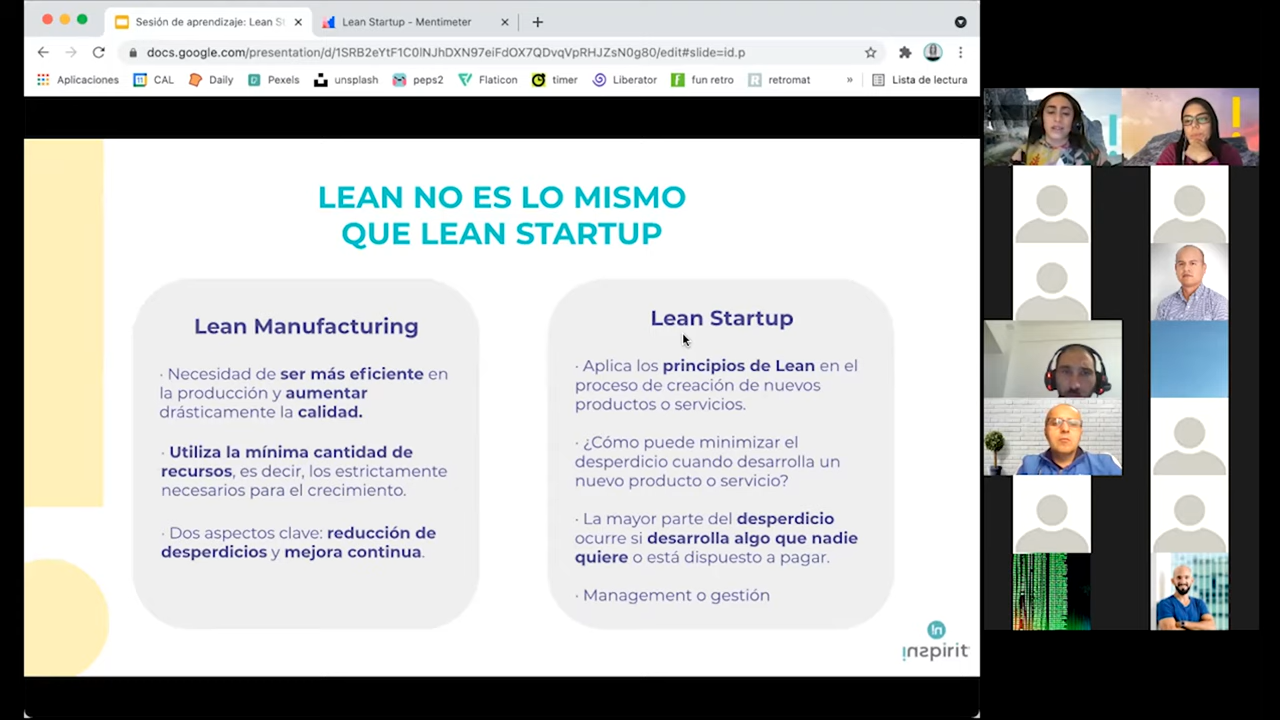 Sesión de aprendizaje: Lean S
Lean Startup - Mentimeter
docs.google.com/presentation/d/1SRB2eYtF1C0lNJhDXN97eiFdOX7QDvqVpRHJZsN0g80/edit#slide=id.p
Aplicaciones CAL Daily Pexels unsplash peps2 Flaticon timer Liberator fun retro retromat » Lista de lectura
LEAN NO ES LO MISMO
QUE LEAN STARTUP
Lean Manufacturing
· Necesidad de ser más eficiente en
la producción y aumentar
drásticamente la calidad.
· Utiliza la mínima cantidad de
recursos, es decir, los estrictamente
necesarios para el crecimiento.
· Dos aspectos clave: reducción de
desperdicios y mejora continua.
Lean Startup
· Aplica los principios de Lean en el
proceso de creación de nuevos
productos o servicios.
· ¿Cómo puede minimizar el
desperdicio cuando desarrolla un
nuevo producto o servicio?
· La mayor parte del desperdicio
ocurre si desarrolla algo que nadie
quiere o está dispuesto a pagar.
· Management o gestión
!n
!nspirit